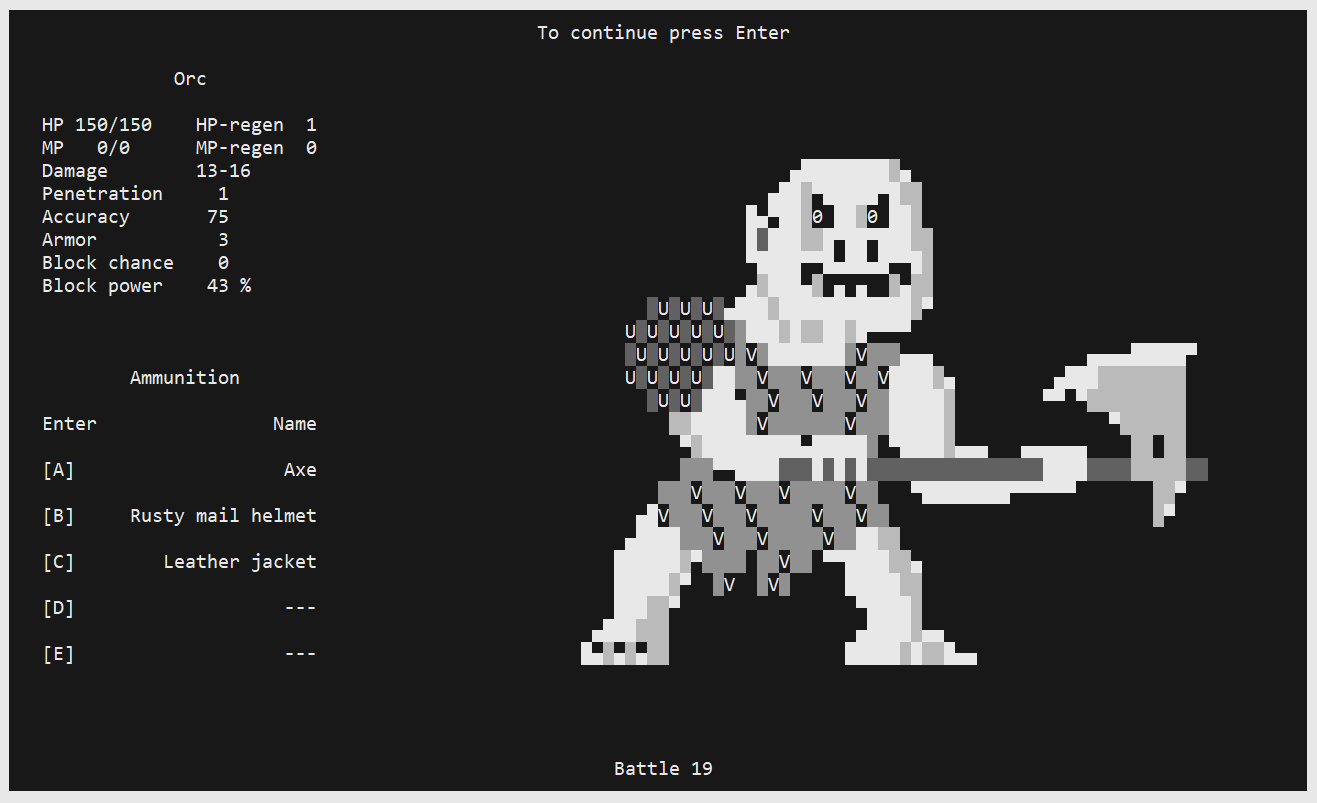 To continue press Enter
Orc
HP 150/150 HP-regen 1
MP 0/0 MP-regen 0
Damage 13-16
Penetration 1
Accuracy 75
Armor 3
Block chance 0
Block power 43 %
Ammunition
Enter Name
[A] Axe
[B] Rusty mail helmet
[C] Leather jacket
[D] ---
[E] ---
0 0
U U U
U U U U U
U U U U U V V
U U U U V V V V
U U V V V
V V
V V V V
V V V V V
V V V
V
V V
Battle 19